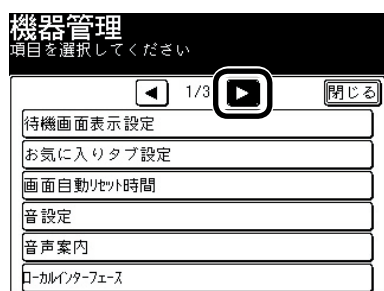 機器管理
項目を選択してください
◀ 1/3 ▶ 閉じる
待機画面表示設定
お気に入りタブ設定
画面自動リセット時間
音設定
音声案内
ローカルインターフェース